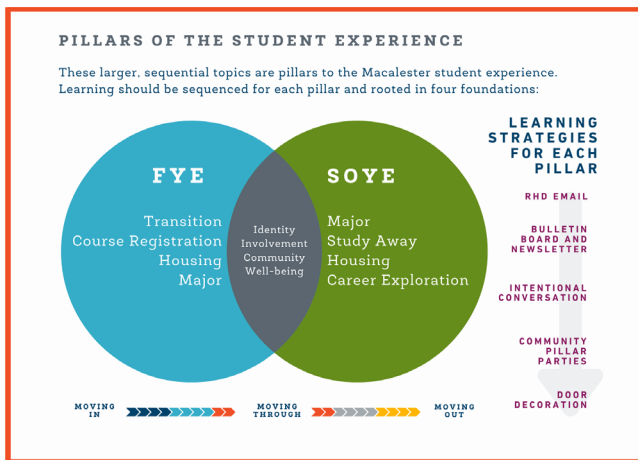 PILLARS OF THE STUDENT EXPERIENCE
These larger, sequential topics are pillars to the Macalester student experience.
Learning should be sequenced for each pillar and rooted in four foundations:
FYE
Transition
Course Registration
Housing
Major
Identity
Involvement
Community
Well-being
SOYE
Major
Study Away
Housing
Career Exploration
LEARNING
STRATEGIES
FOR EACH
PILLAR
RHD EMAIL
BULLETIN
BOARD AND
NEWSLETTER
INTENTIONAL
CONVERSATION
COMMUNITY
PILLAR
PARTIES
DOOR
DECORATION
MOVING
IN
MOVING
THROUGH
MOVING
OUT